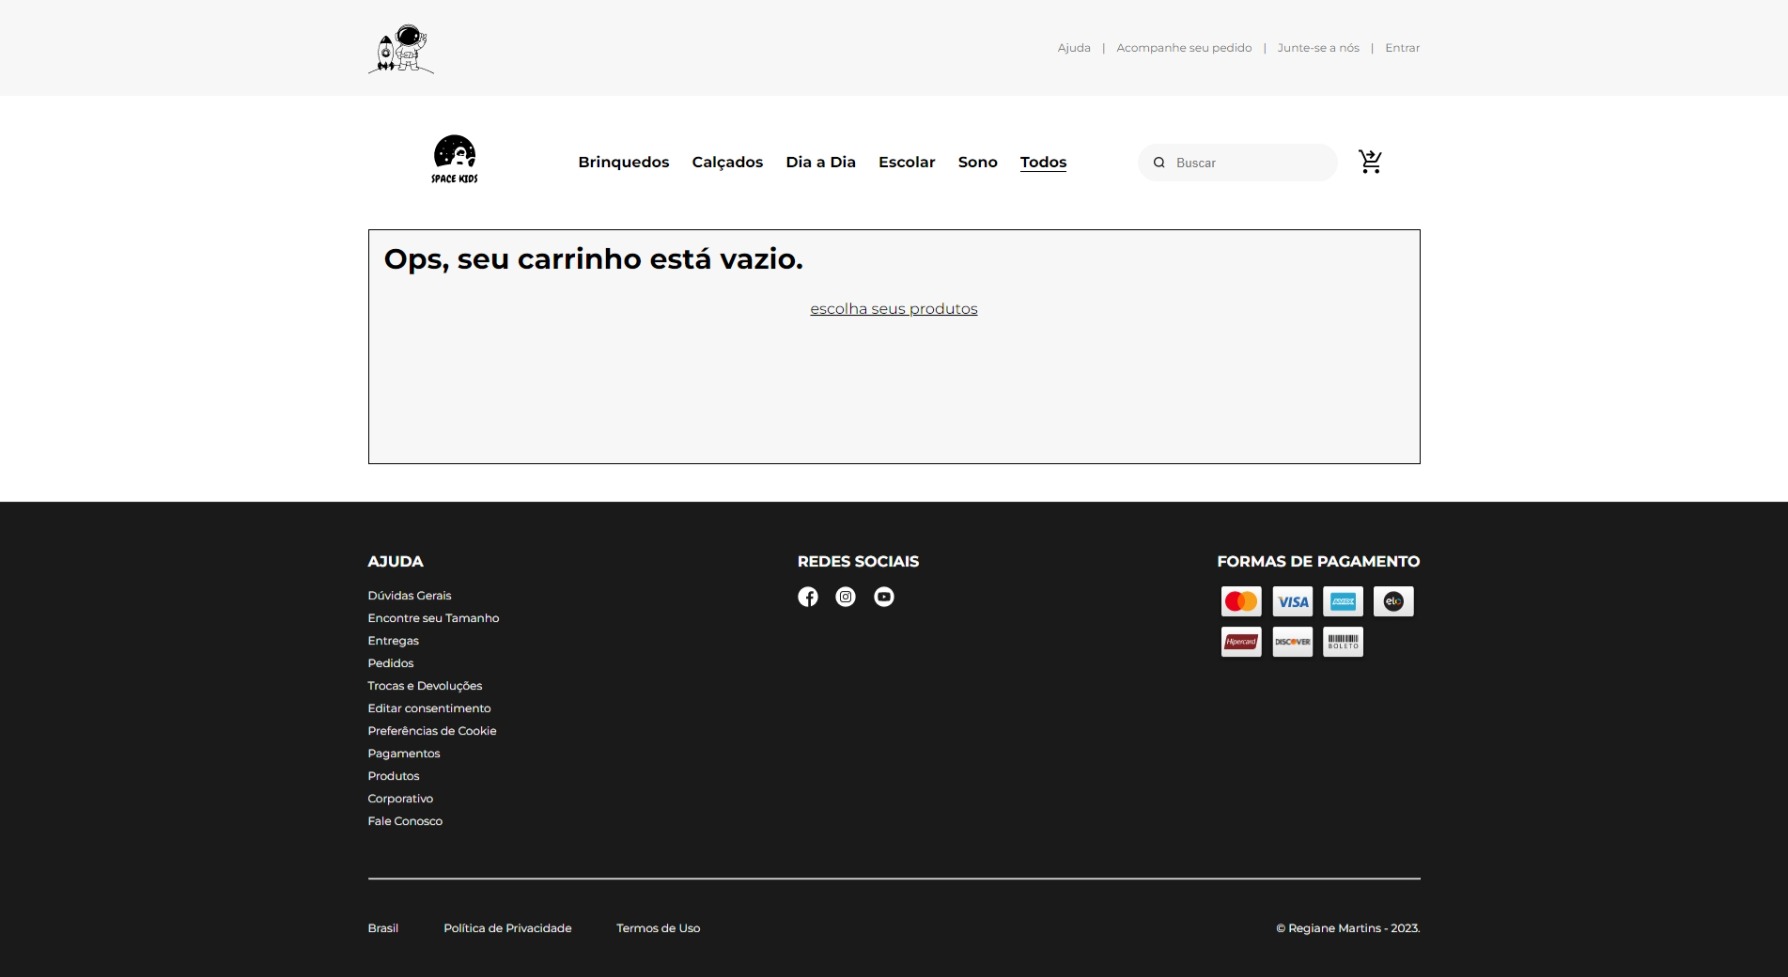 Ajuda | Acompanhe seu pedido | Junte-se a nós | Entrar
SPACE KIDS
Brinquedos Calçados Dia a Dia Escolar Sono Todos
Buscar
Ops, seu carrinho está vazio.
escolha seus produtos
AJUDA
Dúvidas Gerais
Encontre seu Tamanho
Entregas
Pedidos
Trocas e Devoluções
Editar consentimento
Preferências de Cookie
Pagamentos
Produtos
Corporativo
Fale Conosco
REDES SOCIAIS
FORMAS DE PAGAMENTO
VISA
elo
Hipercard DISCOVER BOLETO
Brasil Política de Privacidade Termos de Uso
© Regiane Martins - 2023.